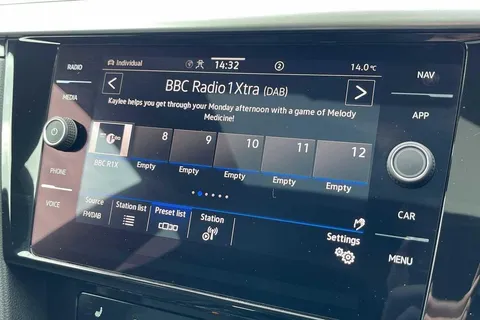 RADIO
MEDIA
PHONE
VOICE
Individual
14:32
2
14.0°C
BBC Radio 1Xtra (DAB)
Kaylee helps you get through your Monday afternoon with a game of Melody
Medicine!
BBC R1X
8
Empty
9
Empty
10
Empty
11
Empty
12
Empty
Source
FM/DAB
Station list
Preset list
Station
Settings
NAV
APP
CAR
MENU